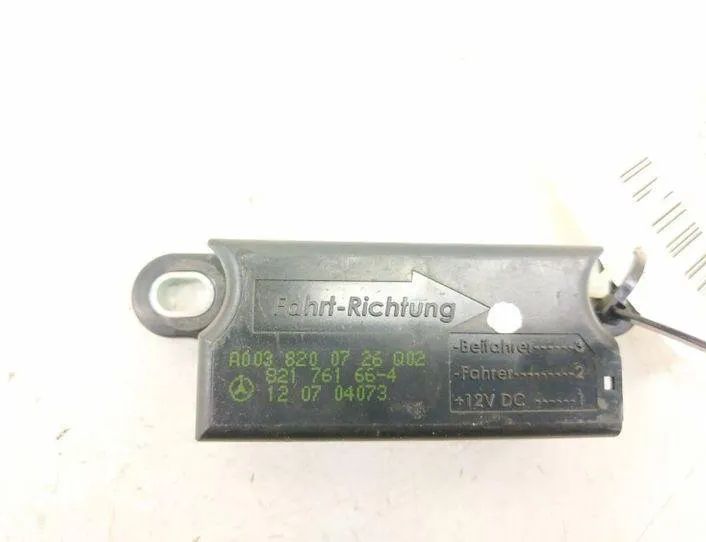 Fahrt-Richtung
A003 820 07 26 Q02
821 761 66-4
12 07 04073
-Beifahrer------3
-Fahrer---------2
+12V DC ------1